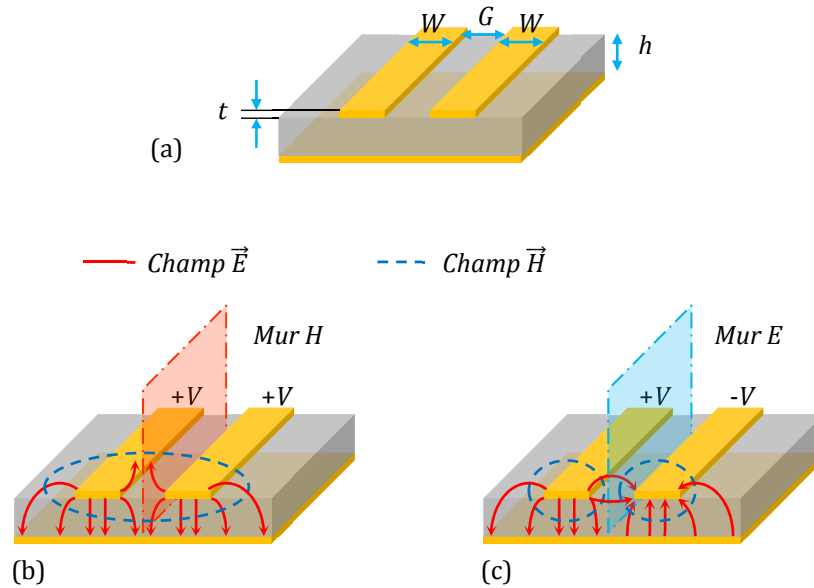 W G W
h
t
(a)
Champ E⃗ Champ H⃗
Mur H Mur E
+V +V +V -V
(b) (c)